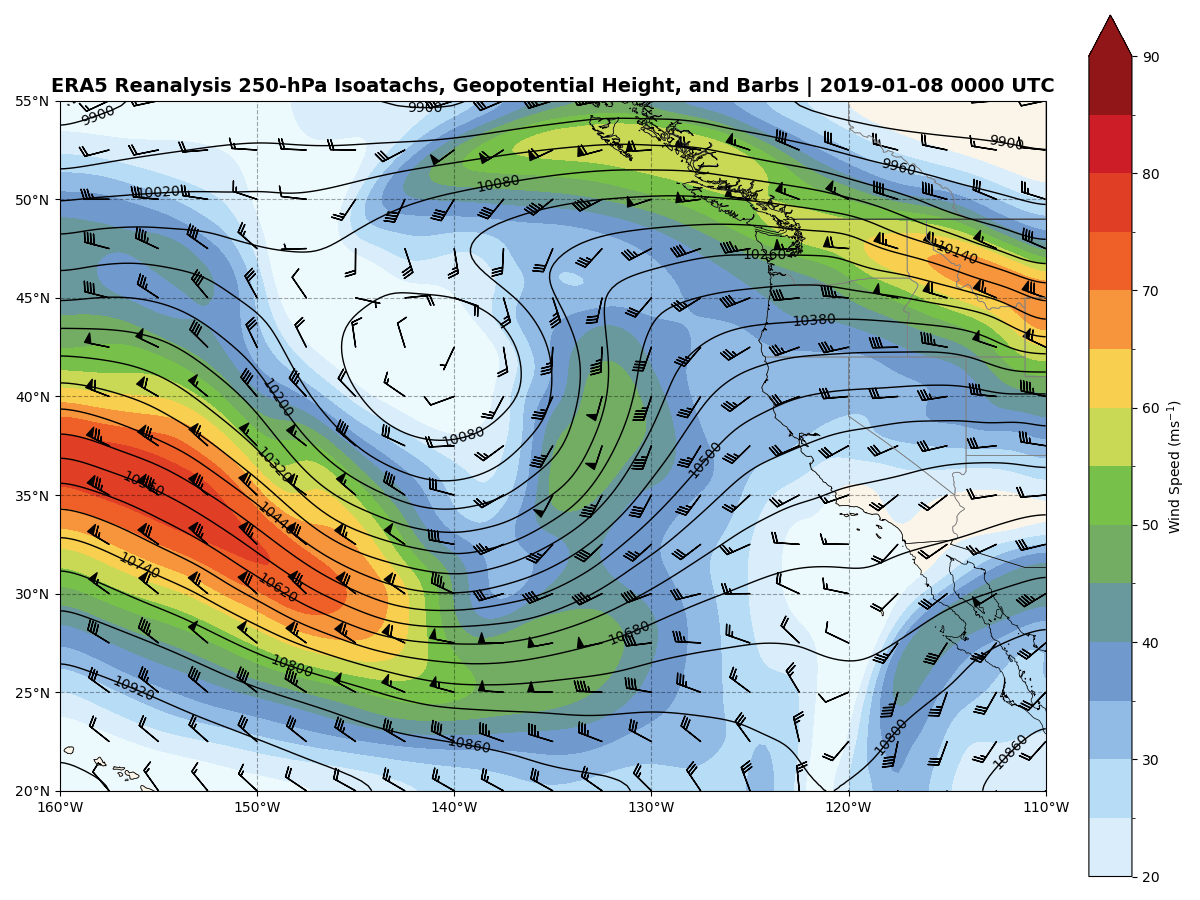 ERA5 Reanalysis 250-hPa Isoatachs, Geopotential Height, and Barbs | 2019-01-08 0000 UTC
55°N
50°N
45°N
40°N
35°N
30°N
25°N
20°N
160°W
150°W
140°W
130°W
120°W
110°W
9900
9900
9900
9960
10020
10080
10140
10260
10380
10200
10080
10320
10500
10560
10440
10740
10620
10680
10800
10920
10860
10800
10860
90
80
70
60
50
40
30
20
Wind Speed (ms⁻¹)